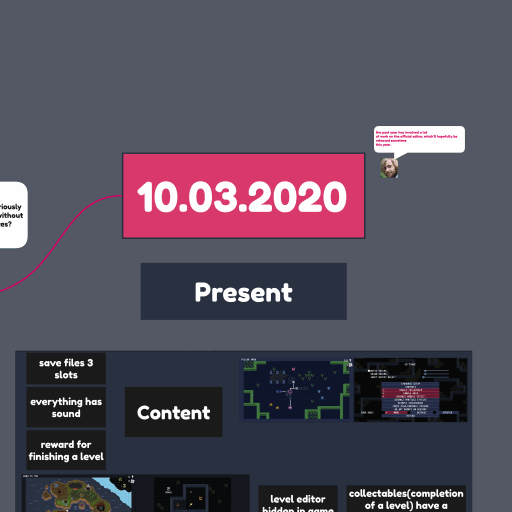 the past year has involved a lot
of work on the official editor, which'll hopefully be
released sometime
this year.
10.03.2020
riously
without
es?
Present
save files 3
slots
everything has
sound
reward for
finishing a level
Content
level editor
hidden in game
collectables(completion
of a level) have a